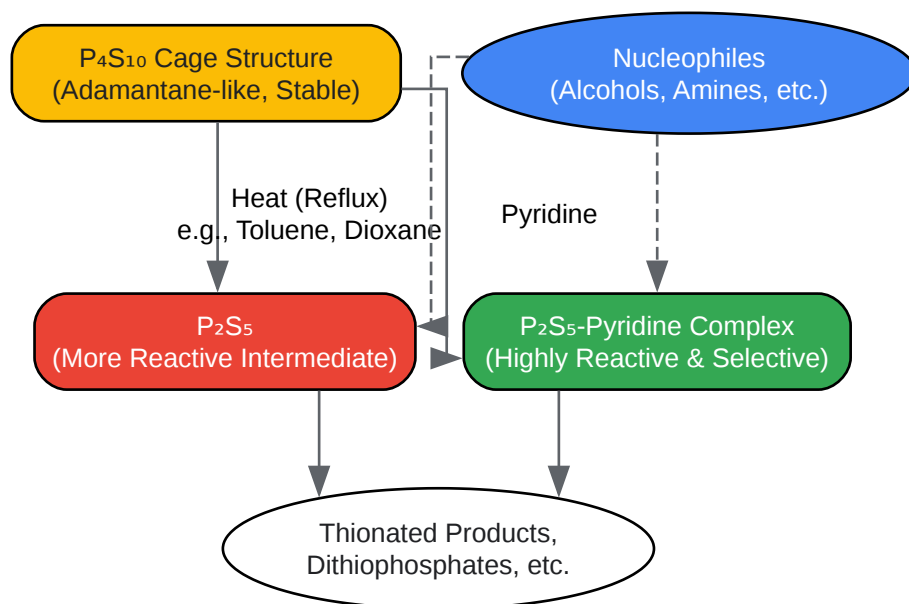 P₄S₁₀ Cage Structure
(Adamantane-like, Stable)
Nucleophiles
(Alcohols, Amines, etc.)
Heat (Reflux)
e.g., Toluene, Dioxane
Pyridine
P₂S₅
(More Reactive Intermediate)
P₂S₅-Pyridine Complex
(Highly Reactive & Selective)
Thionated Products,
Dithiophosphates, etc.